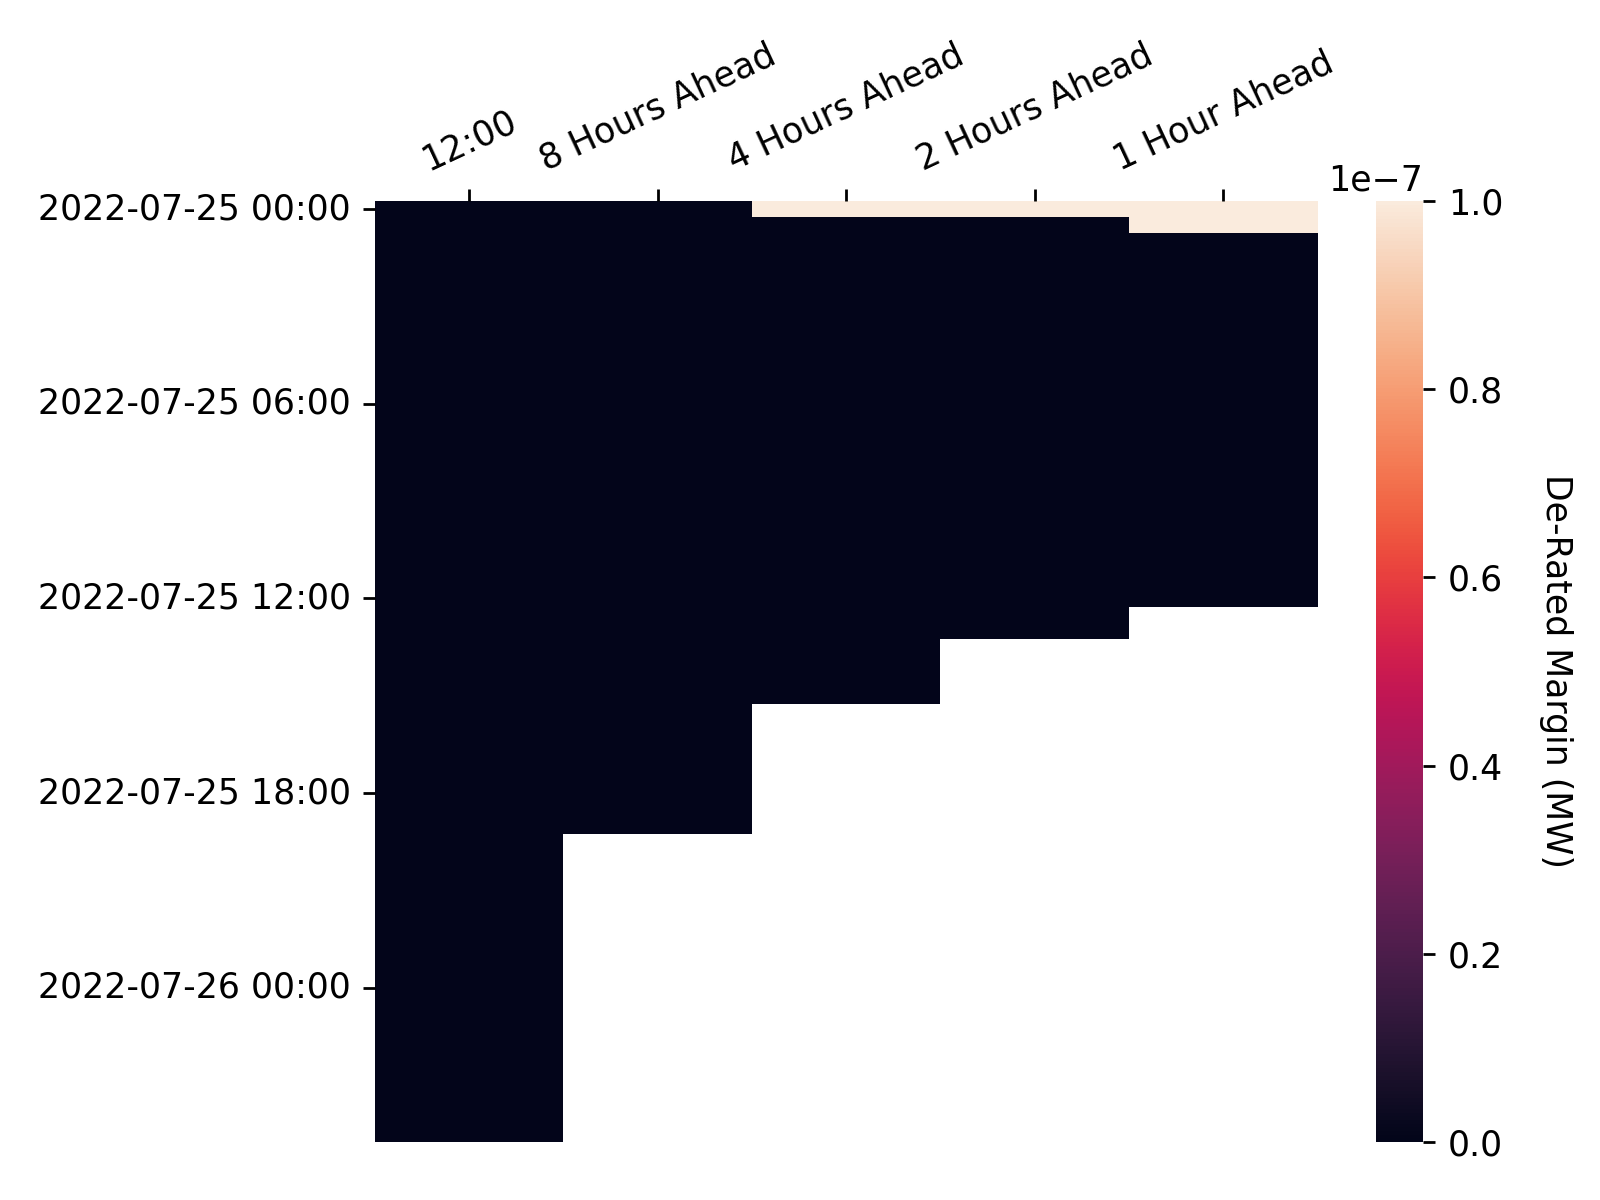 12:00
8 Hours Ahead
4 Hours Ahead
2 Hours Ahead
1 Hour Ahead
2022-07-25 00:00
2022-07-25 06:00
2022-07-25 12:00
2022-07-25 18:00
2022-07-26 00:00
1e−7
1.0
0.8
0.6
0.4
0.2
0.0
De-Rated Margin (MW)